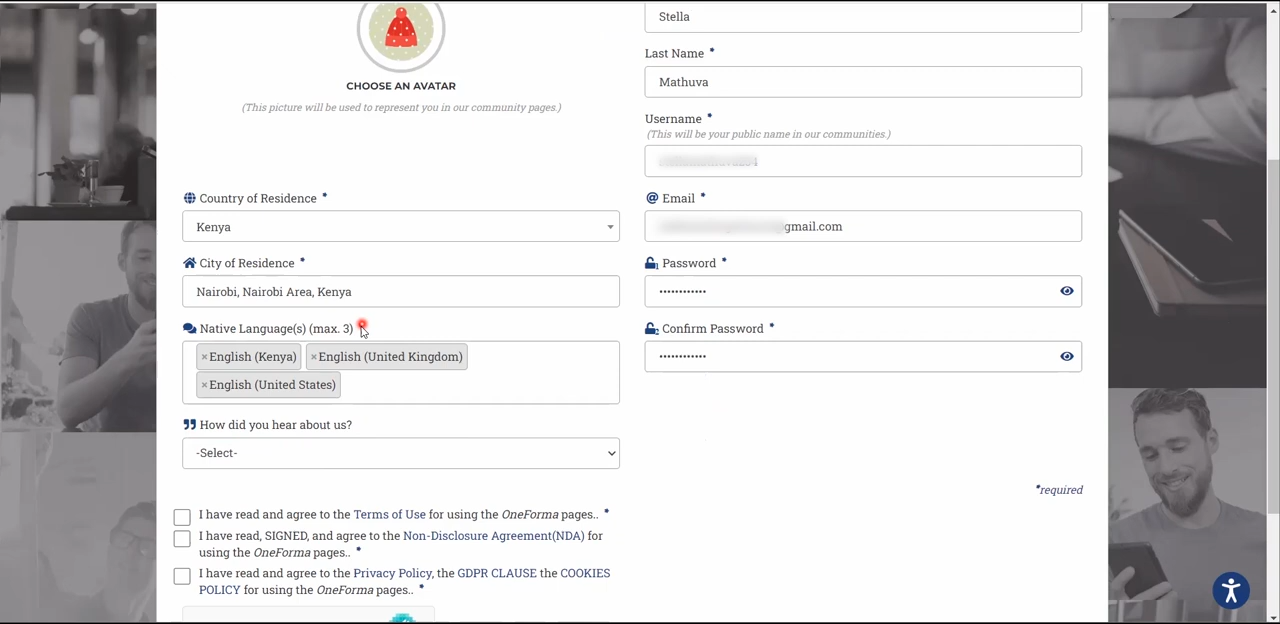 Stella
Last Name *
Mathuva
CHOOSE AN AVATAR
(This picture will be used to represent you in our community pages.)
Username *
(This will be your public name in our communities.)
Country of Residence *
Kenya
Email *
gmail.com
City of Residence *
Nairobi, Nairobi Area, Kenya
Password *
Native Language(s) (max. 3)
×English (Kenya) ×English (United Kingdom)
×English (United States)
Confirm Password *
How did you hear about us?
-Select-
*required
I have read and agree to the Terms of Use for using the OneForma pages.. *
I have read, SIGNED, and agree to the Non-Disclosure Agreement(NDA) for
using the OneForma pages.. *
I have read and agree to the Privacy Policy, the GDPR CLAUSE the COOKIES
POLICY for using the OneForma pages.. *